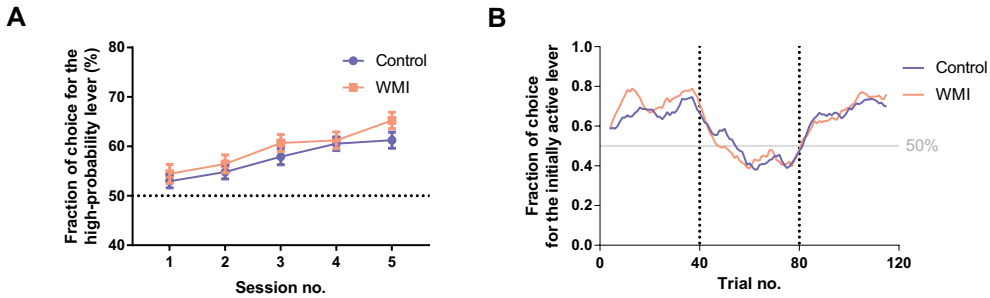 A
Fraction of choice for the
high-probability lever (%)
80
70
60
50
40
1 2 3 4 5
Session no.
Control
WMI
B
Fraction of choice
for the initially active lever
1.0
0.8
0.6
0.4
0.2
0.0
0 40 80 120
Trial no.
Control
WMI
50%